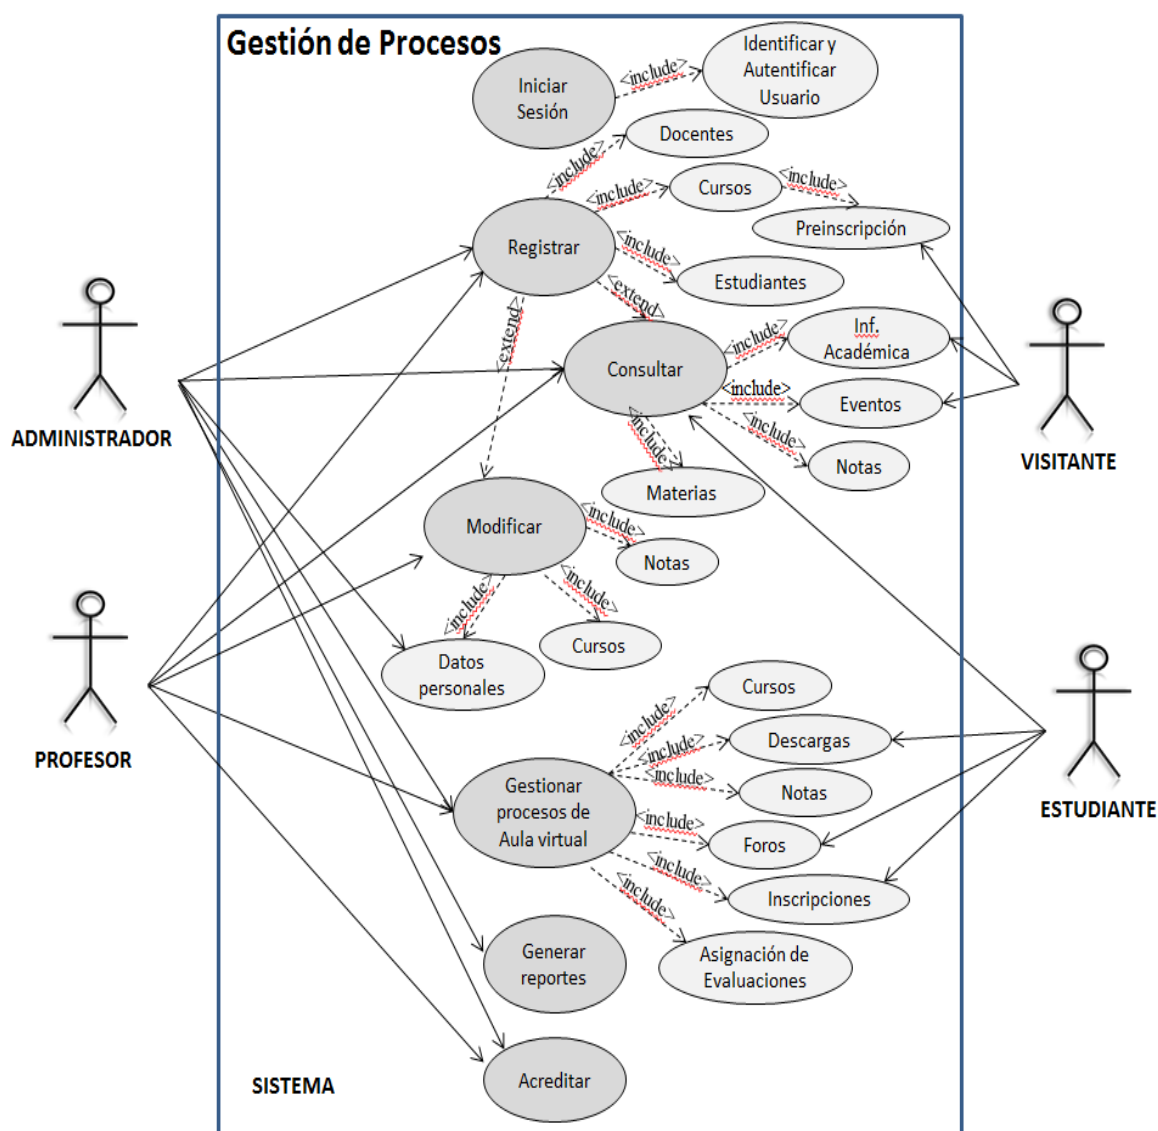 Gestión de Procesos
Identificar y
Autentificar
Usuario
<include>
Iniciar
Sesión
Docentes
<include>
<include>
Cursos
<include>
Preinscripción
Registrar
<include>
Estudiantes
<extend>
<extend>
Inf.
Académica
<include>
Consultar
<include>
Eventos
<include>
Notas
<include>
Materias
ADMINISTRADOR
VISITANTE
Modificar
<include>
Notas
<include>
<include>
Cursos
Datos
personales
PROFESOR
ESTUDIANTE
Cursos
<include>
Descargas
<include>
Gestionar
procesos de
Aula virtual
<include>
Notas
<include>
Foros
<include>
Inscripciones
<include>
Asignación de
Evaluaciones
Generar
reportes
Acreditar
SISTEMA